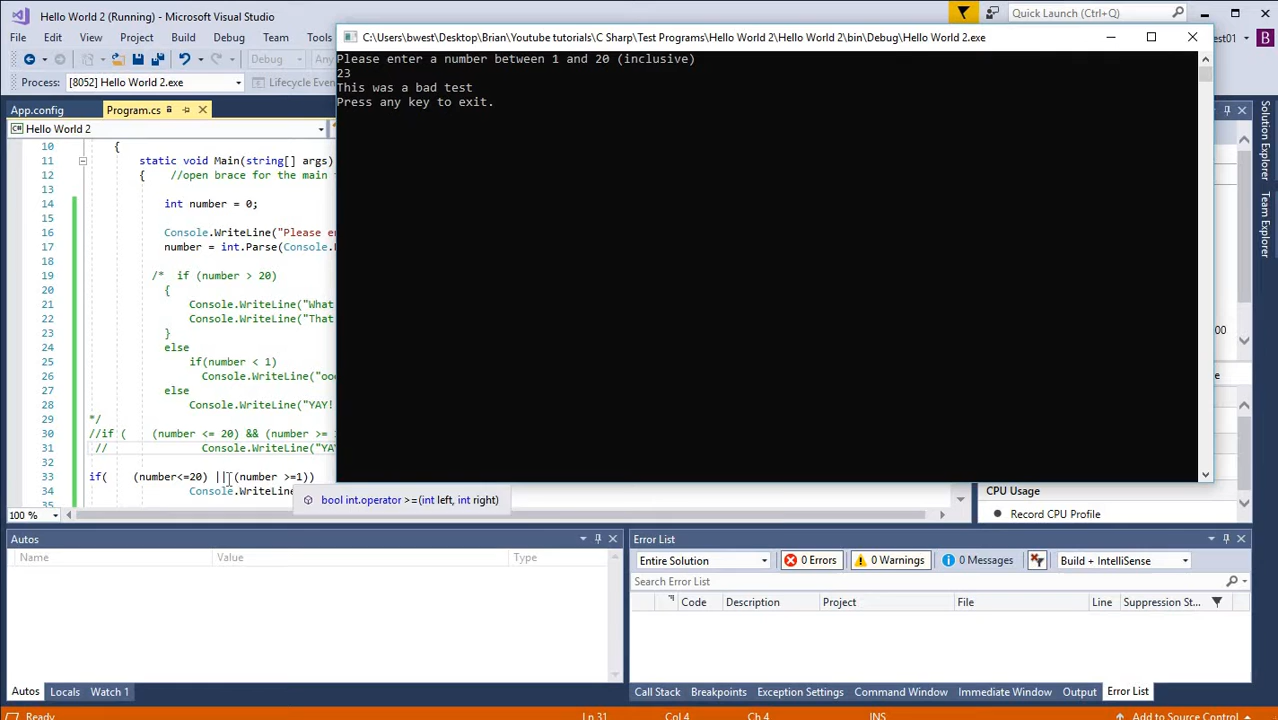 Hello World 2 (Running) - Microsoft Visual Studio
Quick Launch (Ctrl+Q)
File Edit View Project Build Debug Team Tools
C:\Users\bwest\Desktop\Brian\Youtube tutorials\C Sharp\Test Programs\Hello World 2\Hello World 2\bin\Debug\Hello World 2.exe
est01 B
Debug
Process: [8052] Hello World 2.exe Lifecycle Event
App.config Program.cs
Hello World 2
Please enter a number between 1 and 20 (inclusive)
23
This was a bad test
Press any key to exit.
10 {
11 static void Main(string[] args)
12 { //open brace for the main
13
14 int number = 0;
15
16 Console.WriteLine("Please e
17 number = int.Parse(Console.
18
19 /* if (number > 20)
20 {
21 Console.WriteLine("What
22 Console.WriteLine("That
23 }
24 else
25 if(number < 1)
26 Console.WriteLine("oo
27 else
28 Console.WriteLine("YAY!
29 */
30 //if ( (number <= 20) && (number >=
31 // Console.WriteLine("YA
32
33 if( (number<=20) || (number >=1))
34 Console.WriteLine
35
bool int.operator >=(int left, int right)
100 %
Solution Explorer
Team Explorer
00
e
CPU Usage
Record CPU Profile
Autos
Name Value Type
Error List
Entire Solution 0 Errors 0 Warnings 0 Messages Build + IntelliSense
Search Error List
Code Description Project File Line Suppression St...
Autos Locals Watch 1
Call Stack Breakpoints Exception Settings Command Window Immediate Window Output Error List
Ready Ln 31 Col 4 Ch 4 INS Add to Source Control